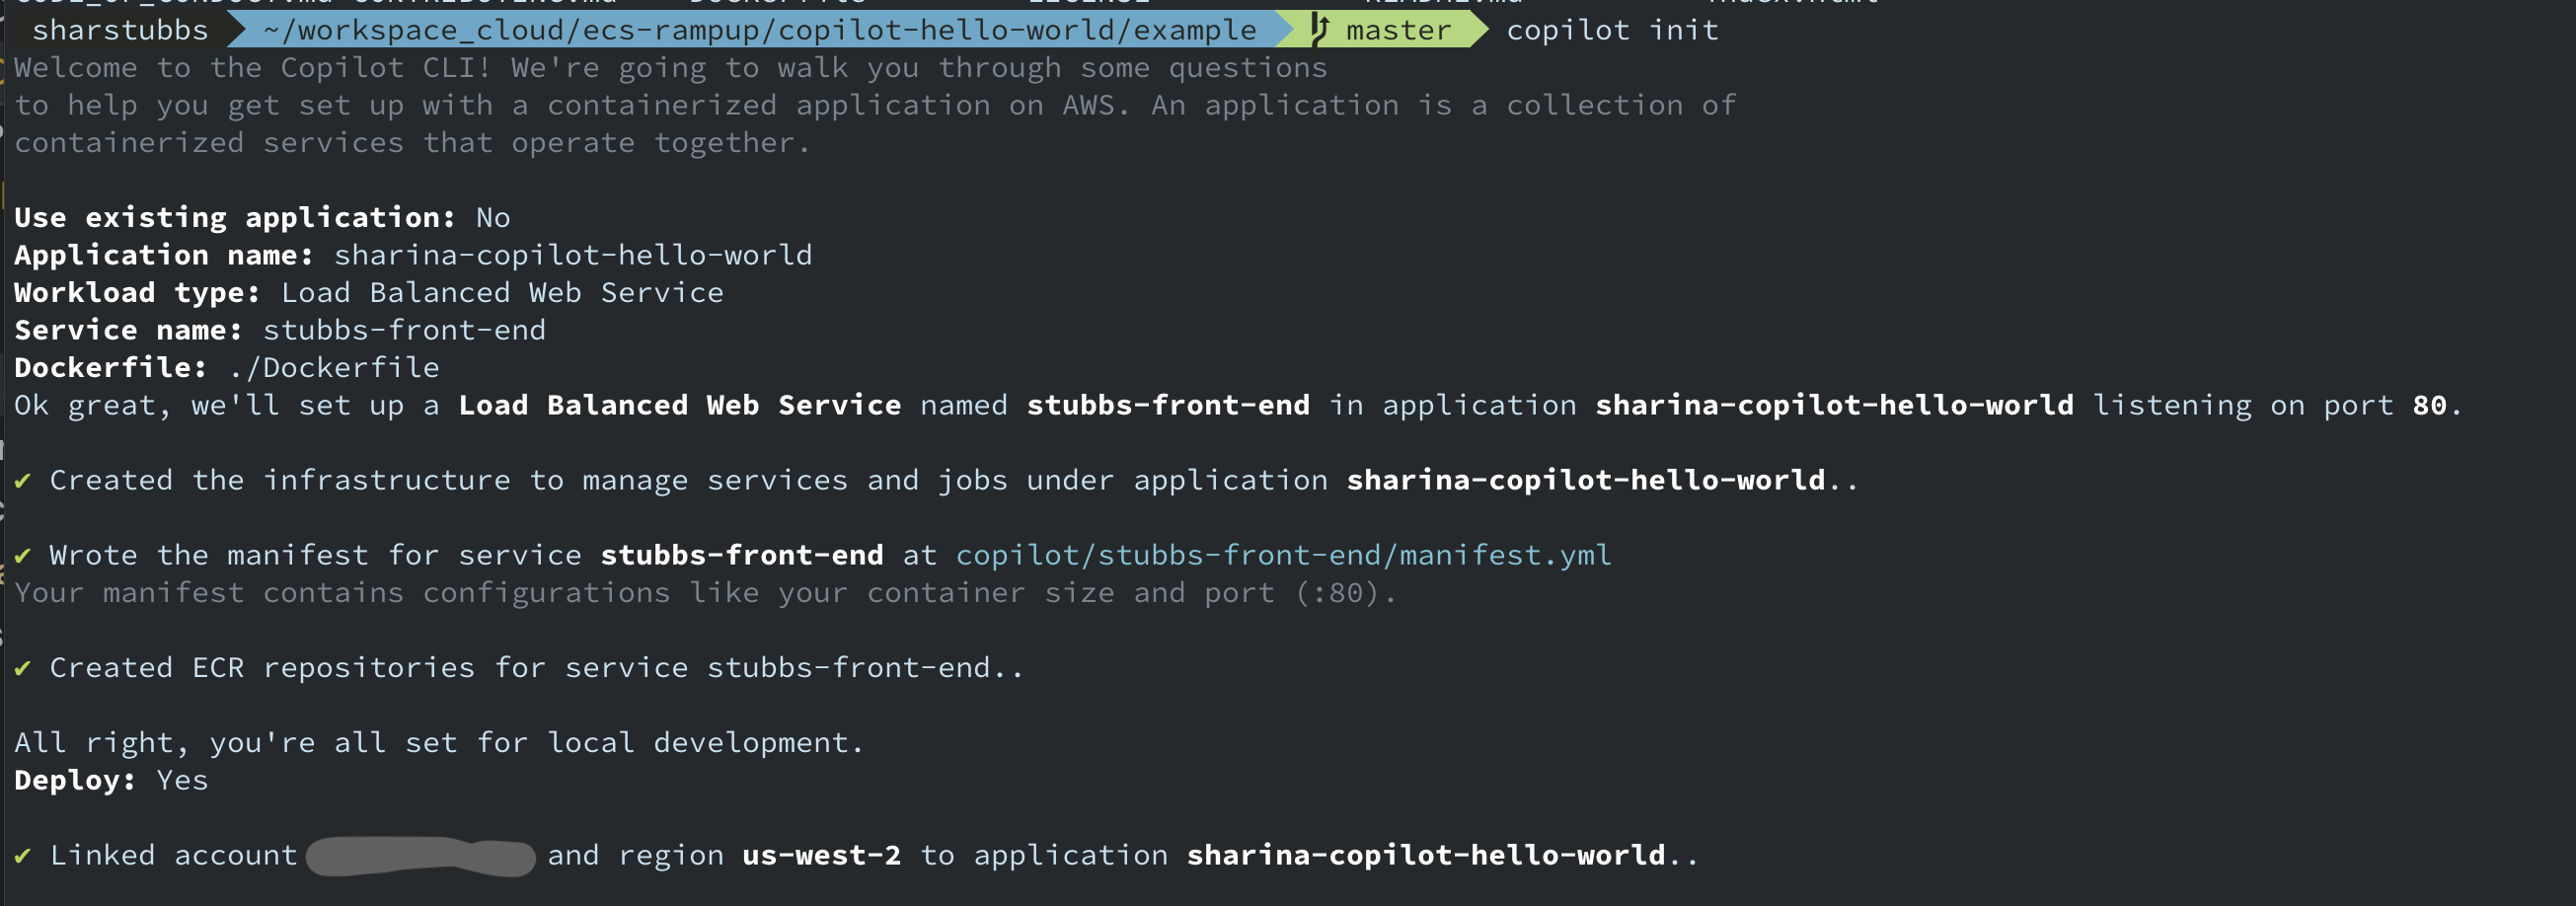 sharstubbs ~/workspace_cloud/ecs-rampup/copilot-hello-world/example master copilot init
Welcome to the Copilot CLI! We're going to walk you through some questions
to help you get set up with a containerized application on AWS. An application is a collection of
containerized services that operate together.
Use existing application: No
Application name: sharina-copilot-hello-world
Workload type: Load Balanced Web Service
Service name: stubbs-front-end
Dockerfile: ./Dockerfile
Ok great, we'll set up a Load Balanced Web Service named stubbs-front-end in application sharina-copilot-hello-world listening on port 80.
✔ Created the infrastructure to manage services and jobs under application sharina-copilot-hello-world..
✔ Wrote the manifest for service stubbs-front-end at copilot/stubbs-front-end/manifest.yml
Your manifest contains configurations like your container size and port (:80).
✔ Created ECR repositories for service stubbs-front-end..
All right, you're all set for local development.
Deploy: Yes
✔ Linked account and region us-west-2 to application sharina-copilot-hello-world..